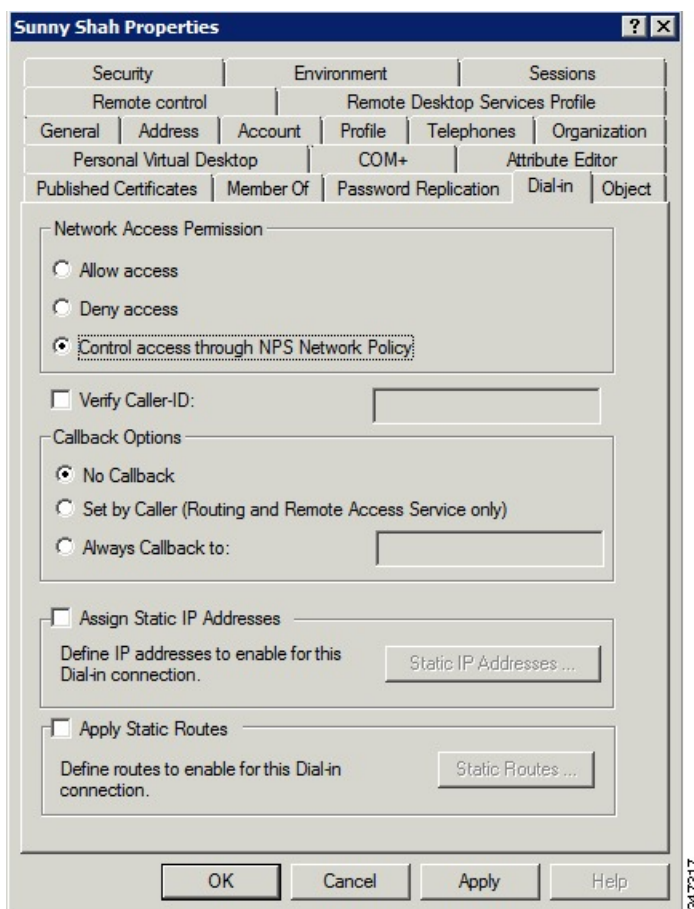 Sunny Shah Properties
Security Environment Sessions
Remote control Remote Desktop Services Profile
General Address Account Profile Telephones Organization
Personal Virtual Desktop COM+ Attribute Editor
Published Certificates Member Of Password Replication Dial-in Object
Network Access Permission
Allow access
Deny access
Control access through NPS Network Policy
Verify Caller-ID:
Callback Options
No Callback
Set by Caller (Routing and Remote Access Service only)
Always Callback to:
Assign Static IP Addresses
Define IP addresses to enable for this
Dial-in connection.
Static IP Addresses ...
Apply Static Routes
Define routes to enable for this Dial-in
connection.
Static Routes ...
OK Cancel Apply Help
247317